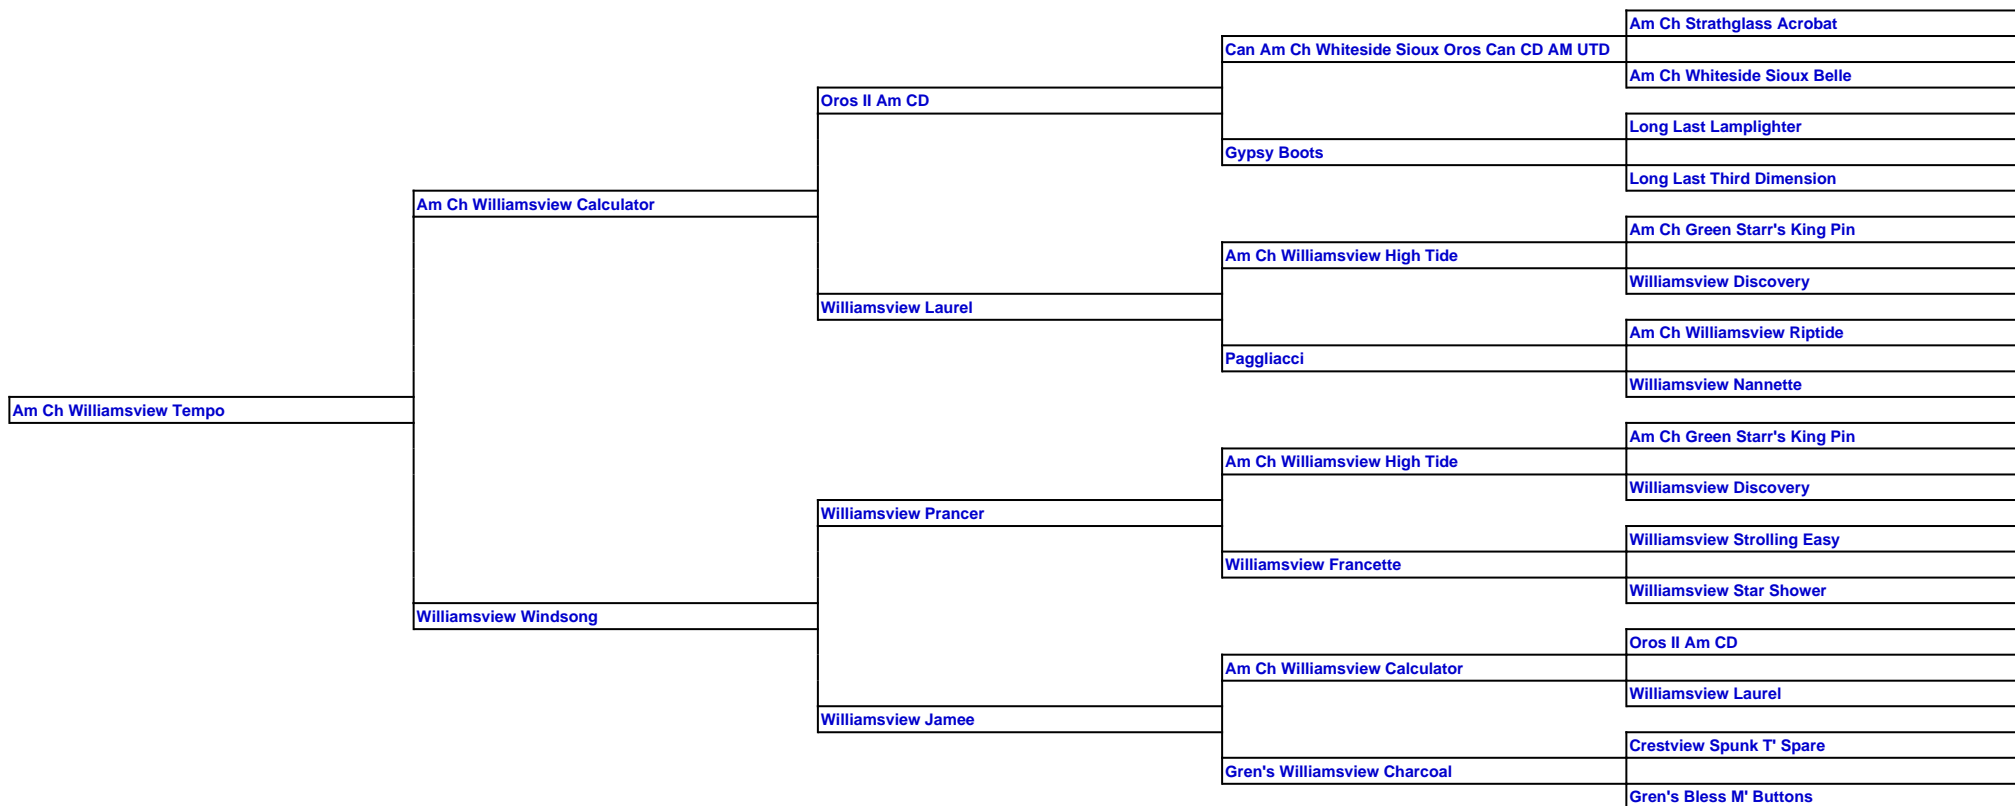 Am Ch Strathglass Acrobat
Can Am Ch Whiteside Sioux Oros Can CD AM UTD
Am Ch Whiteside Sioux Belle
Oros II Am CD
Long Last Lamplighter
Gypsy Boots
Long Last Third Dimension
Am Ch Williamsview Calculator
Am Ch Green Starr's King Pin
Am Ch Williamsview High Tide
Williamsview Discovery
Williamsview Laurel
Am Ch Williamsview Riptide
Paggliacci
Williamsview Nannette
Am Ch Williamsview Tempo
Am Ch Green Starr's King Pin
Am Ch Williamsview High Tide
Williamsview Discovery
Williamsview Prancer
Williamsview Strolling Easy
Williamsview Francette
Williamsview Star Shower
Williamsview Windsong
Oros II Am CD
Am Ch Williamsview Calculator
Williamsview Laurel
Williamsview Jamee
Crestview Spunk T' Spare
Gren's Williamsview Charcoal
Gren's Bless M' Buttons